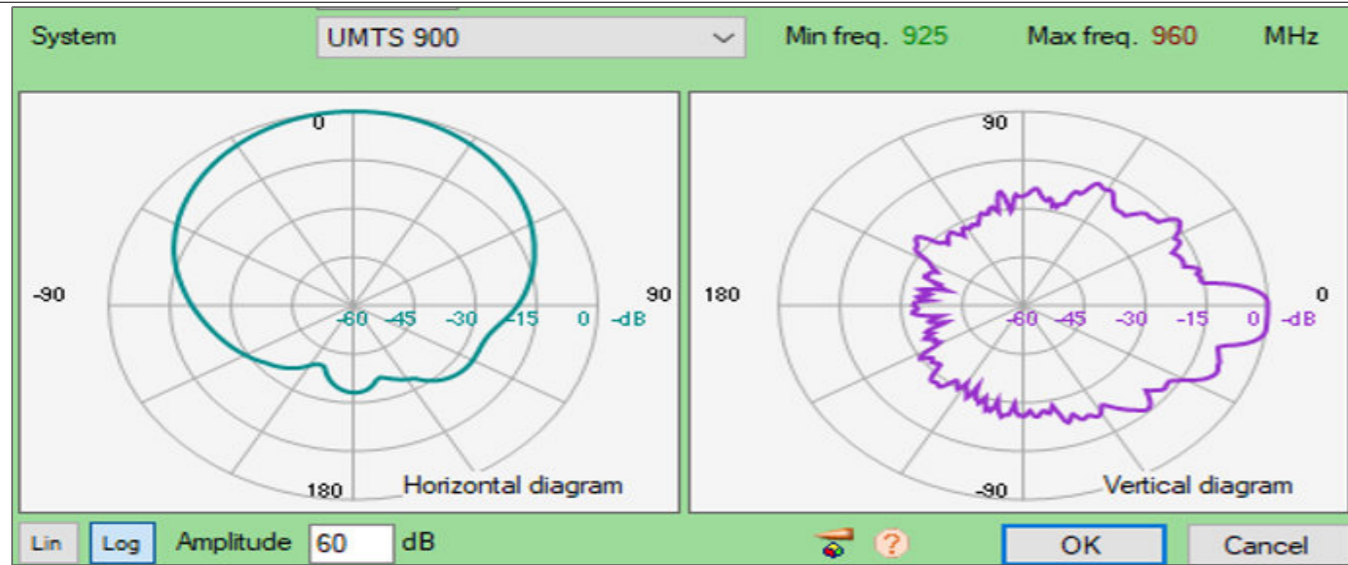 System UMTS 900 Min freq. 925 Max freq. 960 MHz
0
-90 90
-60 -45 -30 -15 0 -dB
180 Horizontal diagram
90
180 0
-60 -45 -30 -15 0 -dB
-90 Vertical diagram
Lin Log Amplitude 60 dB ? OK Cancel